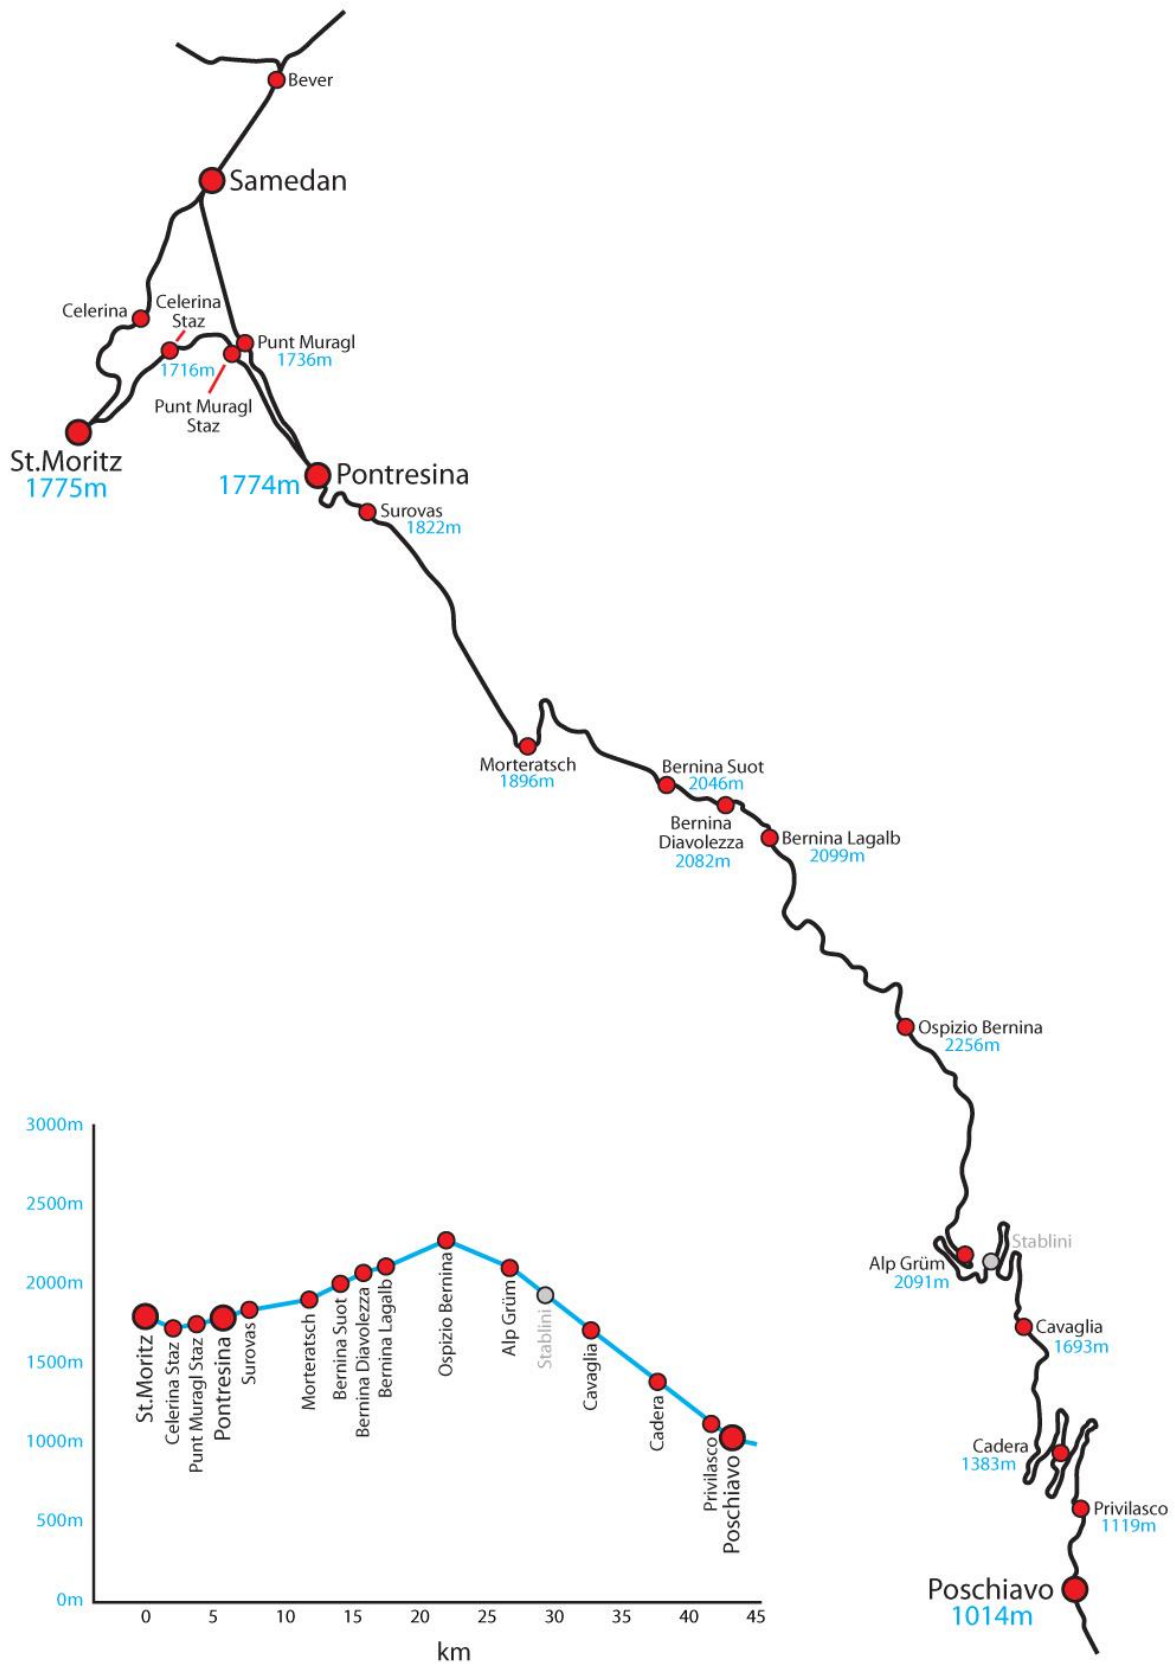 Bever
Samedan
Celerina
Celerina
Staz
1716m
Punt Muragl
1736m
Punt Muragl
Staz
St.Moritz
1775m
1774m
Pontresina
Surovas
1822m
Morteratsch
1896m
Bernina Suot
2046m
Bernina
Diavolezza
2082m
Bernina Lagalb
2099m
Ospizio Bernina
2256m
Stablini
Alp Grüm
2091m
Cavaglia
1693m
Cadera
1383m
Privilasco
1119m
Poschiavo
1014m
3000m
2500m
2000m
1500m
1000m
500m
0m
St.Moritz
Celerina Staz
Punt Muragl Staz
Pontresina
Surovas
Morteratsch
Bernina Suot
Bernina Diavolezza
Bernina Lagalb
Ospizio Bernina
Alp Grüm
Stablini
Cavaglia
Cadera
Privilasco
Poschiavo
0 5 10 15 20 25 30 35 40 45
km